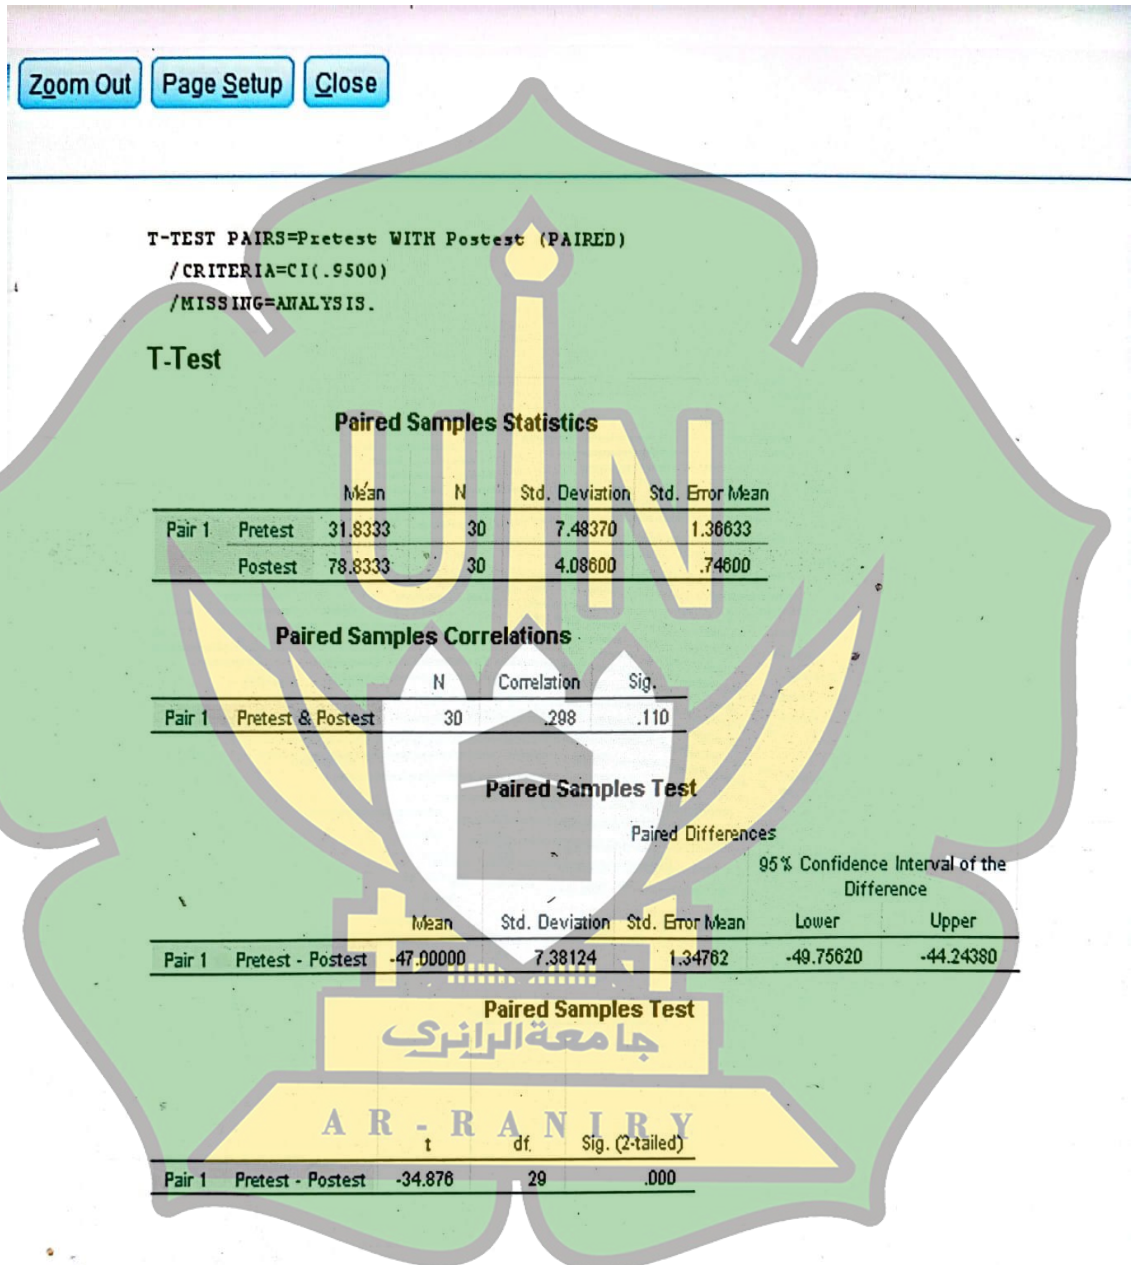 Zoom Out Page Setup Close
T-TEST PAIRS=Pretest WITH Postest (PAIRED)
/CRITERIA=CI(.9500)
/MISSING=ANALYSIS.
T-Test
UIN
Paired Samples Statistics
Mean N Std. Deviation Std. Error Mean
Pair 1 Pretest 31.8333 30 7.48370 1.36633
Postest 78.8333 30 4.08600 .74600
Paired Samples Correlations
N Correlation Sig.
Pair 1 Pretest & Postest 30 .298 .110
Paired Samples Test
Paired Differences
95% Confidence Interval of the
Difference
Mean Std. Deviation Std. Error Mean Lower Upper
Pair 1 Pretest - Postest -47.00000 7.38124 1.34762 -49.75620 -44.24380
Paired Samples Test
جامعةالرانري
AR-RANIRY
t df Sig. (2-tailed)
Pair 1 Pretest - Postest -34.876 29 .000